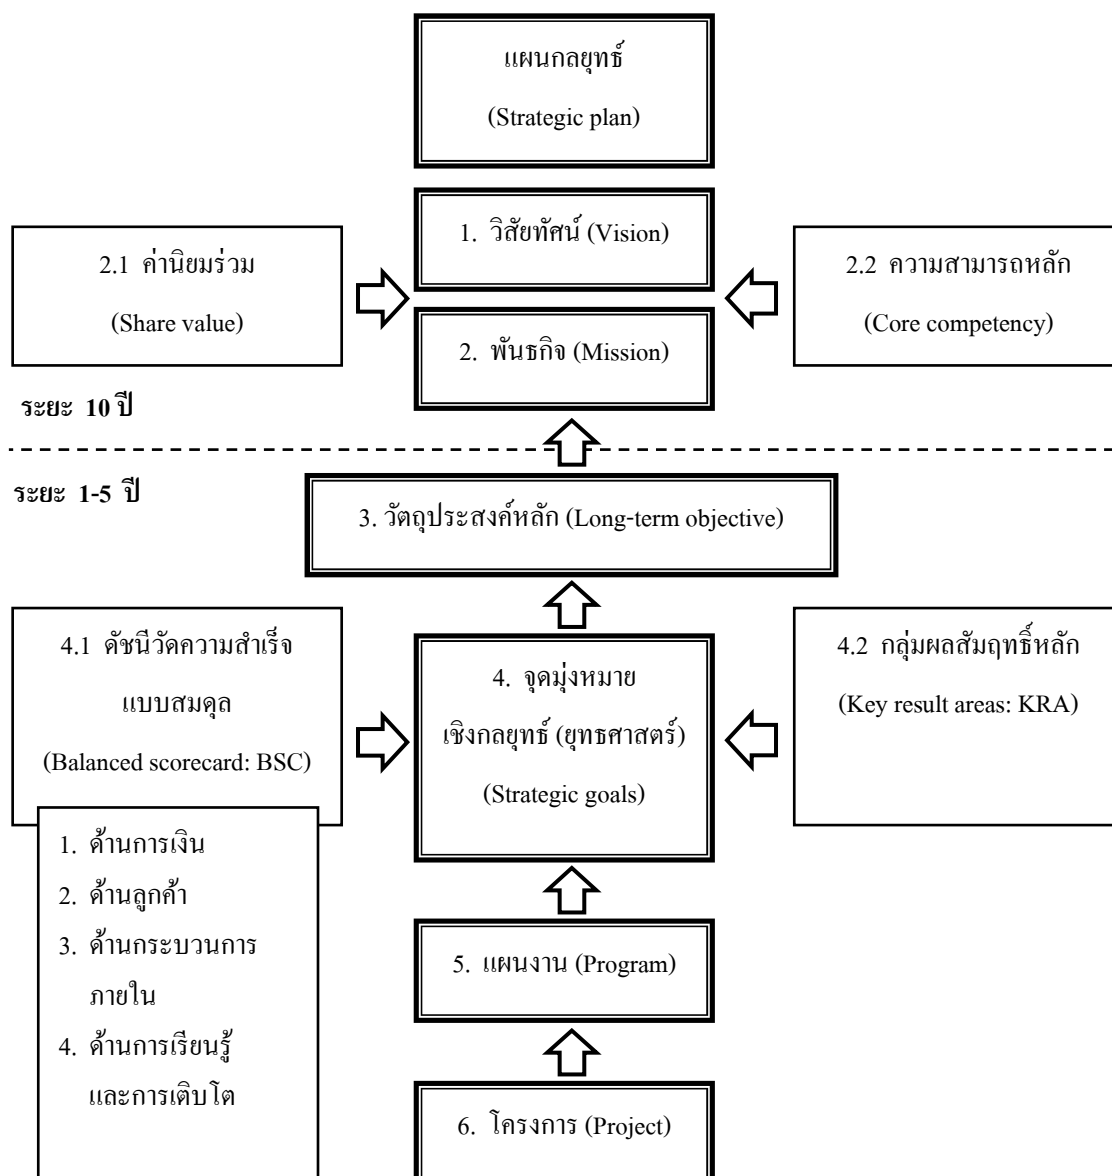 แผนกลยุทธ์
(Strategic plan)
1. วิสัยทัศน์ (Vision)
2.1 ค่านิยมร่วม
(Share value)
2.2 ความสามารถหลัก
(Core competency)
2. พันธกิจ (Mission)
ระยะ 10 ปี
ระยะ 1-5 ปี
3. วัตถุประสงค์หลัก (Long-term objective)
4.1 ดัชนีวัดความสำเร็จ
แบบสมดุล
(Balanced scorecard: BSC)
4. จุดมุ่งหมาย
เชิงกลยุทธ์ (ยุทธศาสตร์)
(Strategic goals)
4.2 กลุ่มผลสัมฤทธิ์หลัก
(Key result areas: KRA)
1. ด้านการเงิน
2. ด้านลูกค้า
3. ด้านกระบวนการ
ภายใน
4. ด้านการเรียนรู้
และการเติบโต
5. แผนงาน (Program)
6. โครงการ (Project)